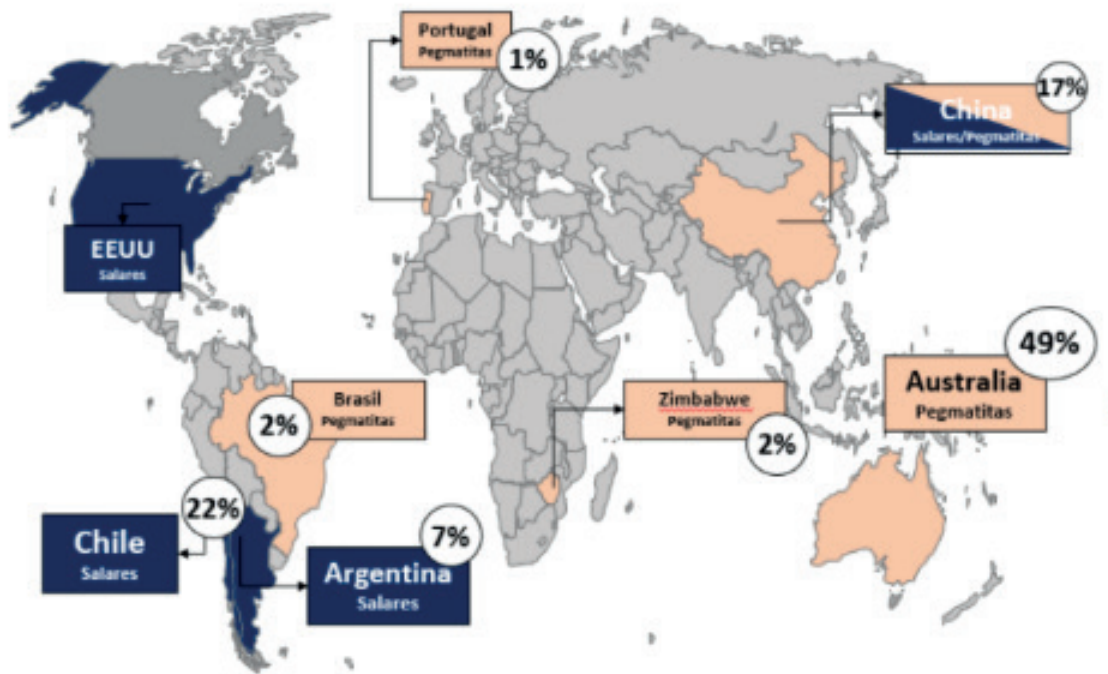 Portugal
Pegmatitas
1%
17%
China
Salares/Pegmatitas
EEUU
Salares
49%
Australia
Pegmatitas
Brasil
Pegmatitas
2%
Zimbabwe
Pegmatitas
2%
22%
Chile
Salares
7%
Argentina
Salares